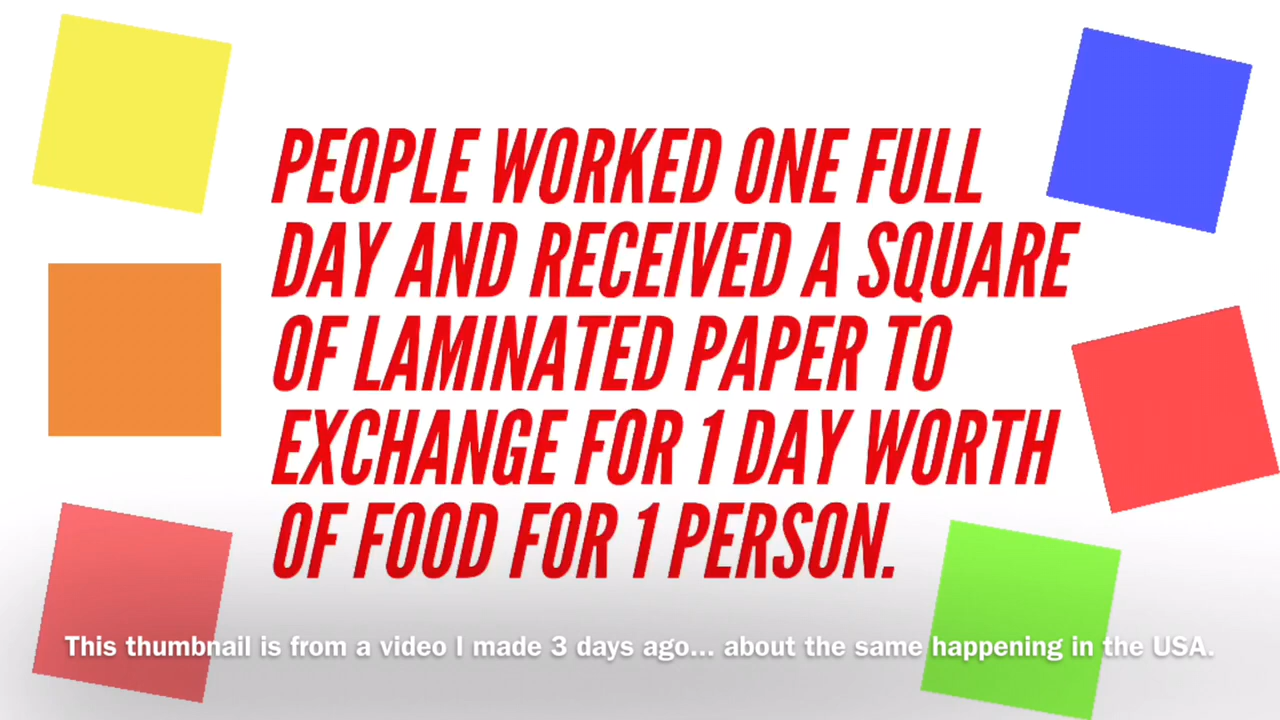 PEOPLE WORKED ONE FULL
DAY AND RECEIVED A SQUARE
OF LAMINATED PAPER TO
EXCHANGE FOR 1 DAY WORTH
OF FOOD FOR 1 PERSON.
This thumbnail is from a video I made 3 days ago... about the same happening in the USA.